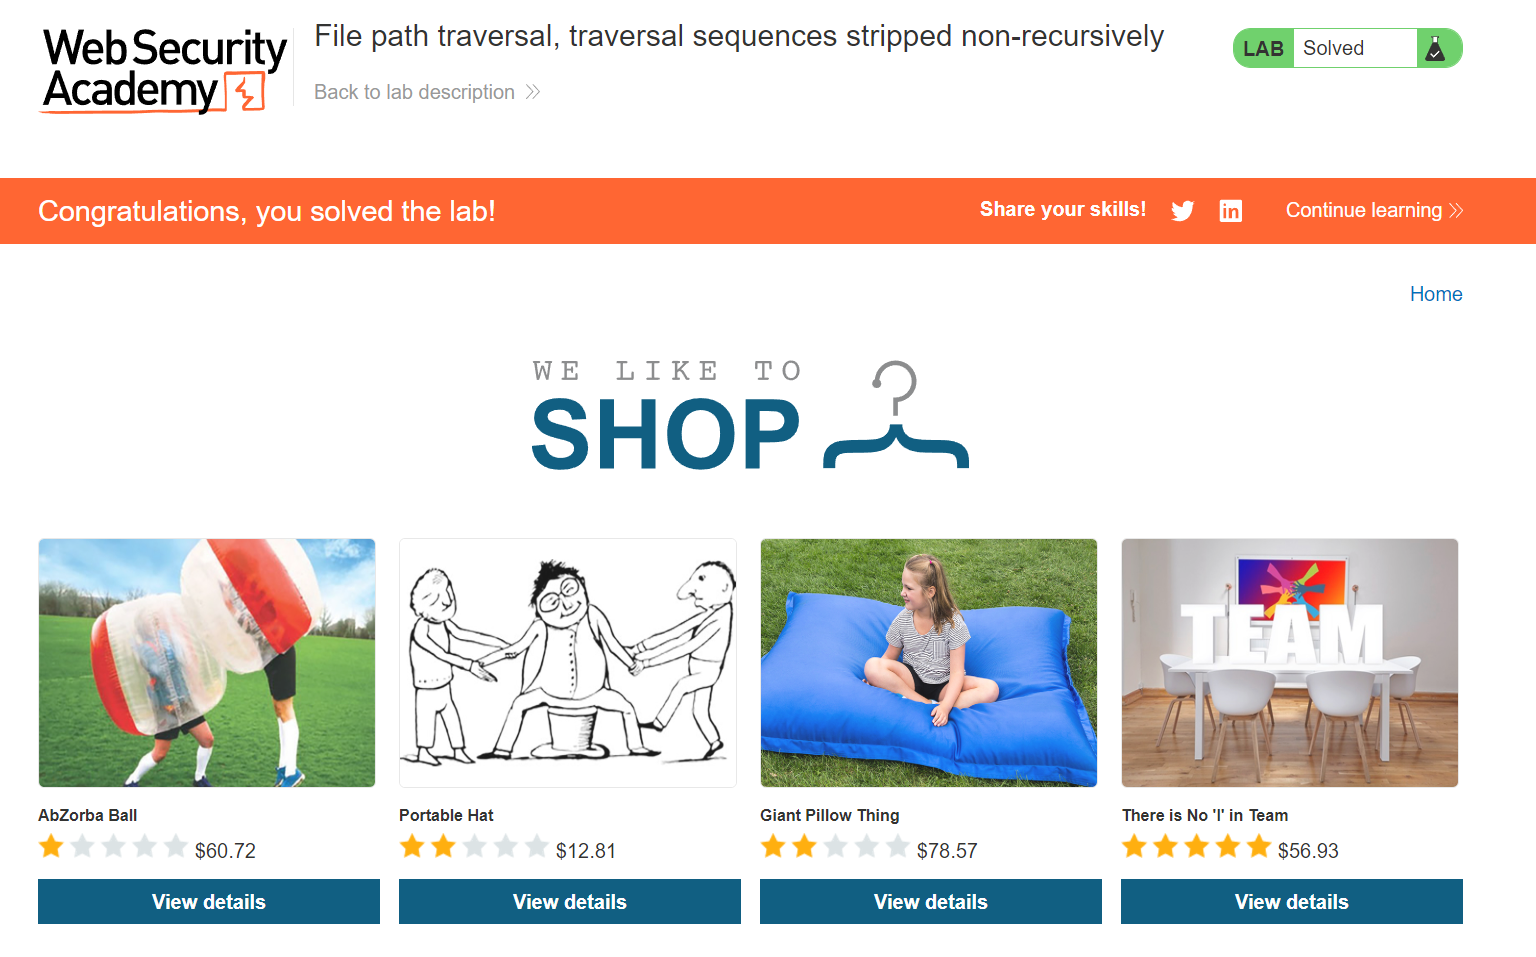 Web Security
Academy
File path traversal, traversal sequences stripped non-recursively
Back to lab description
LAB Solved
Congratulations, you solved the lab!
Share your skills!
Continue learning
Home
WE LIKE TO
SHOP
TEAM
AbZorba Ball
$60.72
View details
Portable Hat
$12.81
View details
Giant Pillow Thing
$78.57
View details
There is No 'I' in Team
$56.93
View details